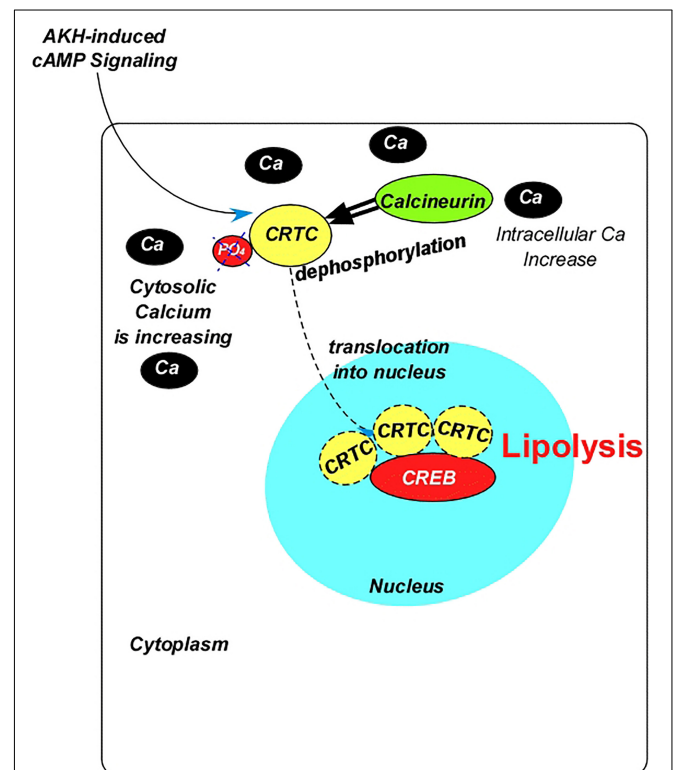 AKH-induced
cAMP Signaling
Ca
Ca
Calcineurin
Ca
CRTC
PO₄
Ca
Intracellular Ca
Increase
dephosphorylation
Cytosolic
Calcium
is increasing
Ca
translocation
into nucleus
CRTC
CRTC
CRTC
Lipolysis
CREB
Nucleus
Cytoplasm